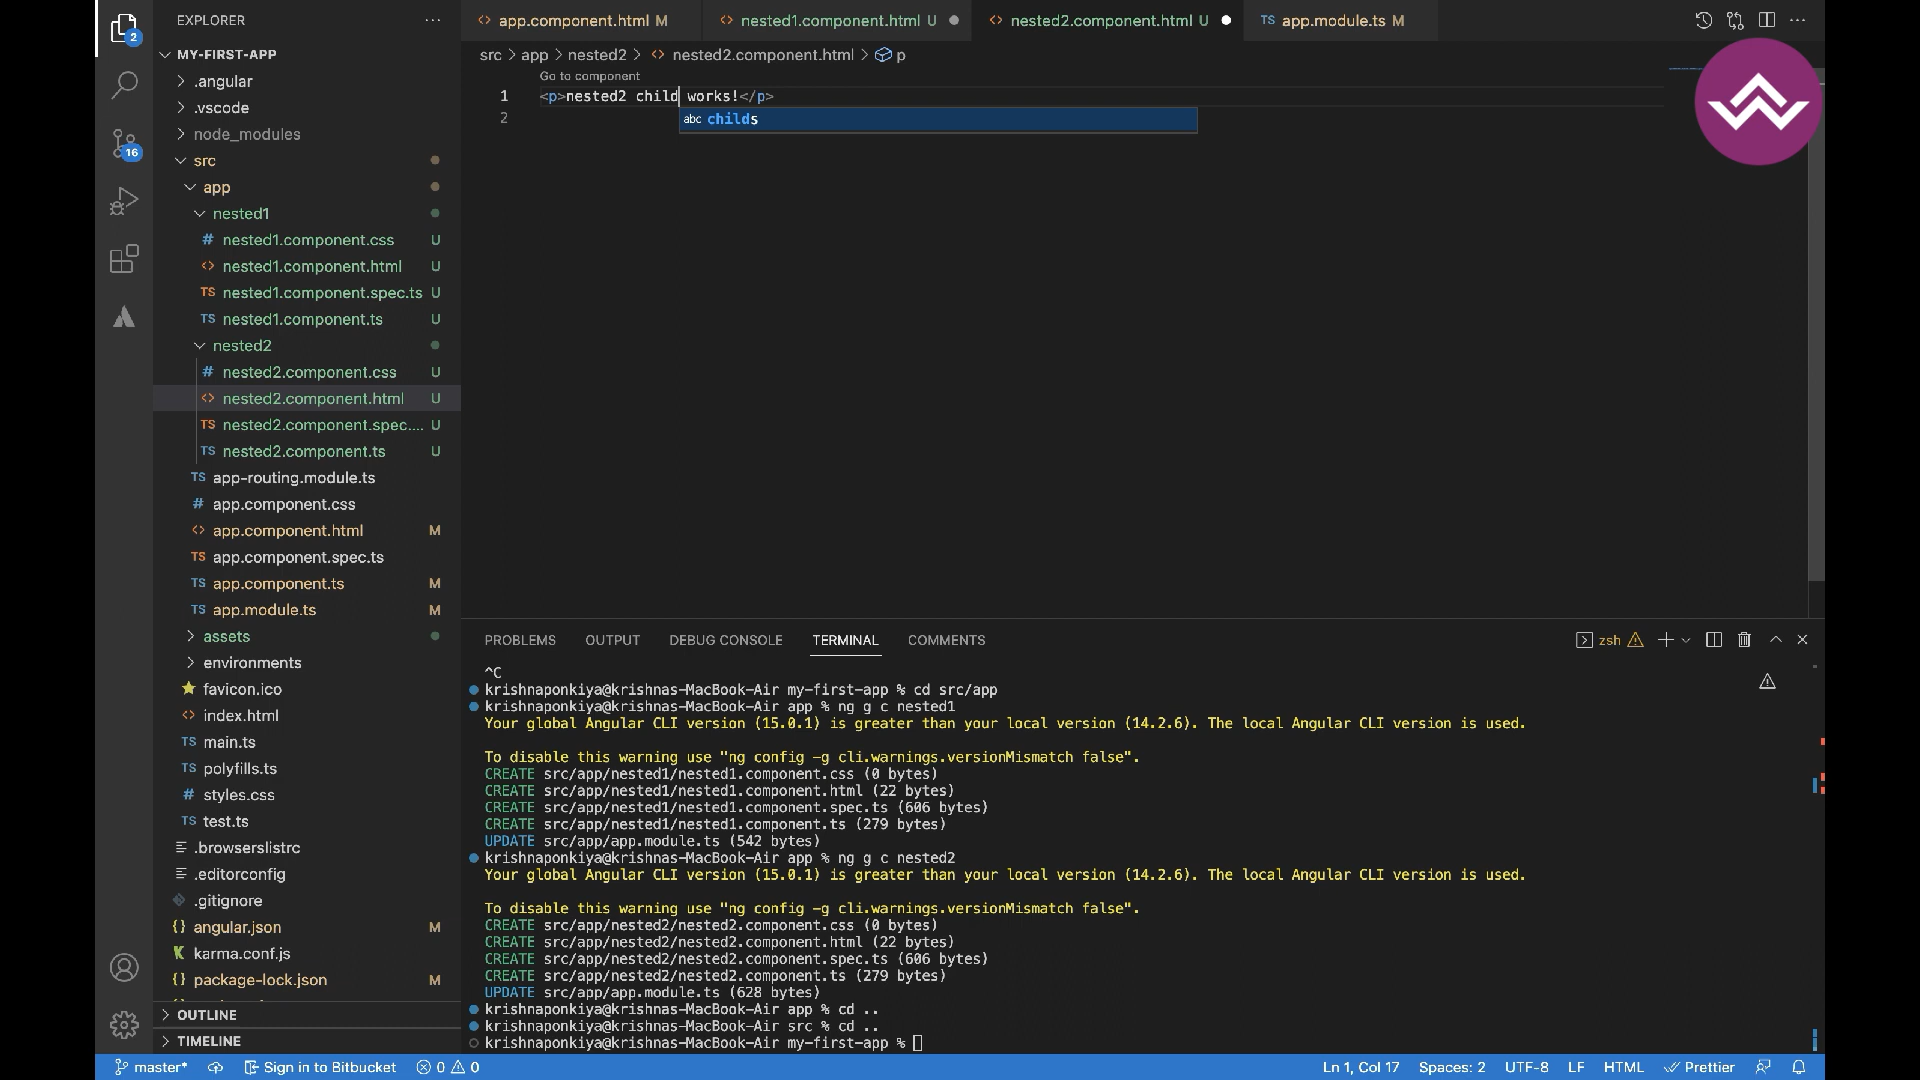 2
16
EXPLORER
MY-FIRST-APP
.angular
.vscode
node_modules
src
app
nested1
# nested1.component.css U
<> nested1.component.html U
TS nested1.component.spec.ts U
TS nested1.component.ts U
nested2
# nested2.component.css U
<> nested2.component.html U
TS nested2.component.spec.... U
TS nested2.component.ts U
TS app-routing.module.ts
# app.component.css
<> app.component.html M
TS app.component.spec.ts
TS app.component.ts M
TS app.module.ts M
assets
environments
favicon.ico
<> index.html
TS main.ts
TS polyfills.ts
# styles.css
TS test.ts
.browserslistrc
.editorconfig
.gitignore
{} angular.json M
K karma.conf.js
{} package-lock.json M
OUTLINE
TIMELINE
<> app.component.html M <> nested1.component.html U <> nested2.component.html U TS app.module.ts M
src > app > nested2 > <> nested2.component.html > p
Go to component
1 <p>nested2 child works!</p>
abc childs
2
PROBLEMS OUTPUT DEBUG CONSOLE TERMINAL COMMENTS zsh
^C
krishnaponkiya@krishnas-MacBook-Air my-first-app % cd src/app
krishnaponkiya@krishnas-MacBook-Air app % ng g c nested1
Your global Angular CLI version (15.0.1) is greater than your local version (14.2.6). The local Angular CLI version is used.
To disable this warning use "ng config -g cli.warnings.versionMismatch false".
CREATE src/app/nested1/nested1.component.css (0 bytes)
CREATE src/app/nested1/nested1.component.html (22 bytes)
CREATE src/app/nested1/nested1.component.spec.ts (606 bytes)
CREATE src/app/nested1/nested1.component.ts (279 bytes)
UPDATE src/app/app.module.ts (542 bytes)
krishnaponkiya@krishnas-MacBook-Air app % ng g c nested2
Your global Angular CLI version (15.0.1) is greater than your local version (14.2.6). The local Angular CLI version is used.
To disable this warning use "ng config -g cli.warnings.versionMismatch false".
CREATE src/app/nested2/nested2.component.css (0 bytes)
CREATE src/app/nested2/nested2.component.html (22 bytes)
CREATE src/app/nested2/nested2.component.spec.ts (606 bytes)
CREATE src/app/nested2/nested2.component.ts (279 bytes)
UPDATE src/app/app.module.ts (628 bytes)
krishnaponkiya@krishnas-MacBook-Air app % cd ..
krishnaponkiya@krishnas-MacBook-Air src % cd ..
krishnaponkiya@krishnas-MacBook-Air my-first-app %
master* Sign in to Bitbucket 0 0 Ln 1, Col 17 Spaces: 2 UTF-8 LF HTML Prettier